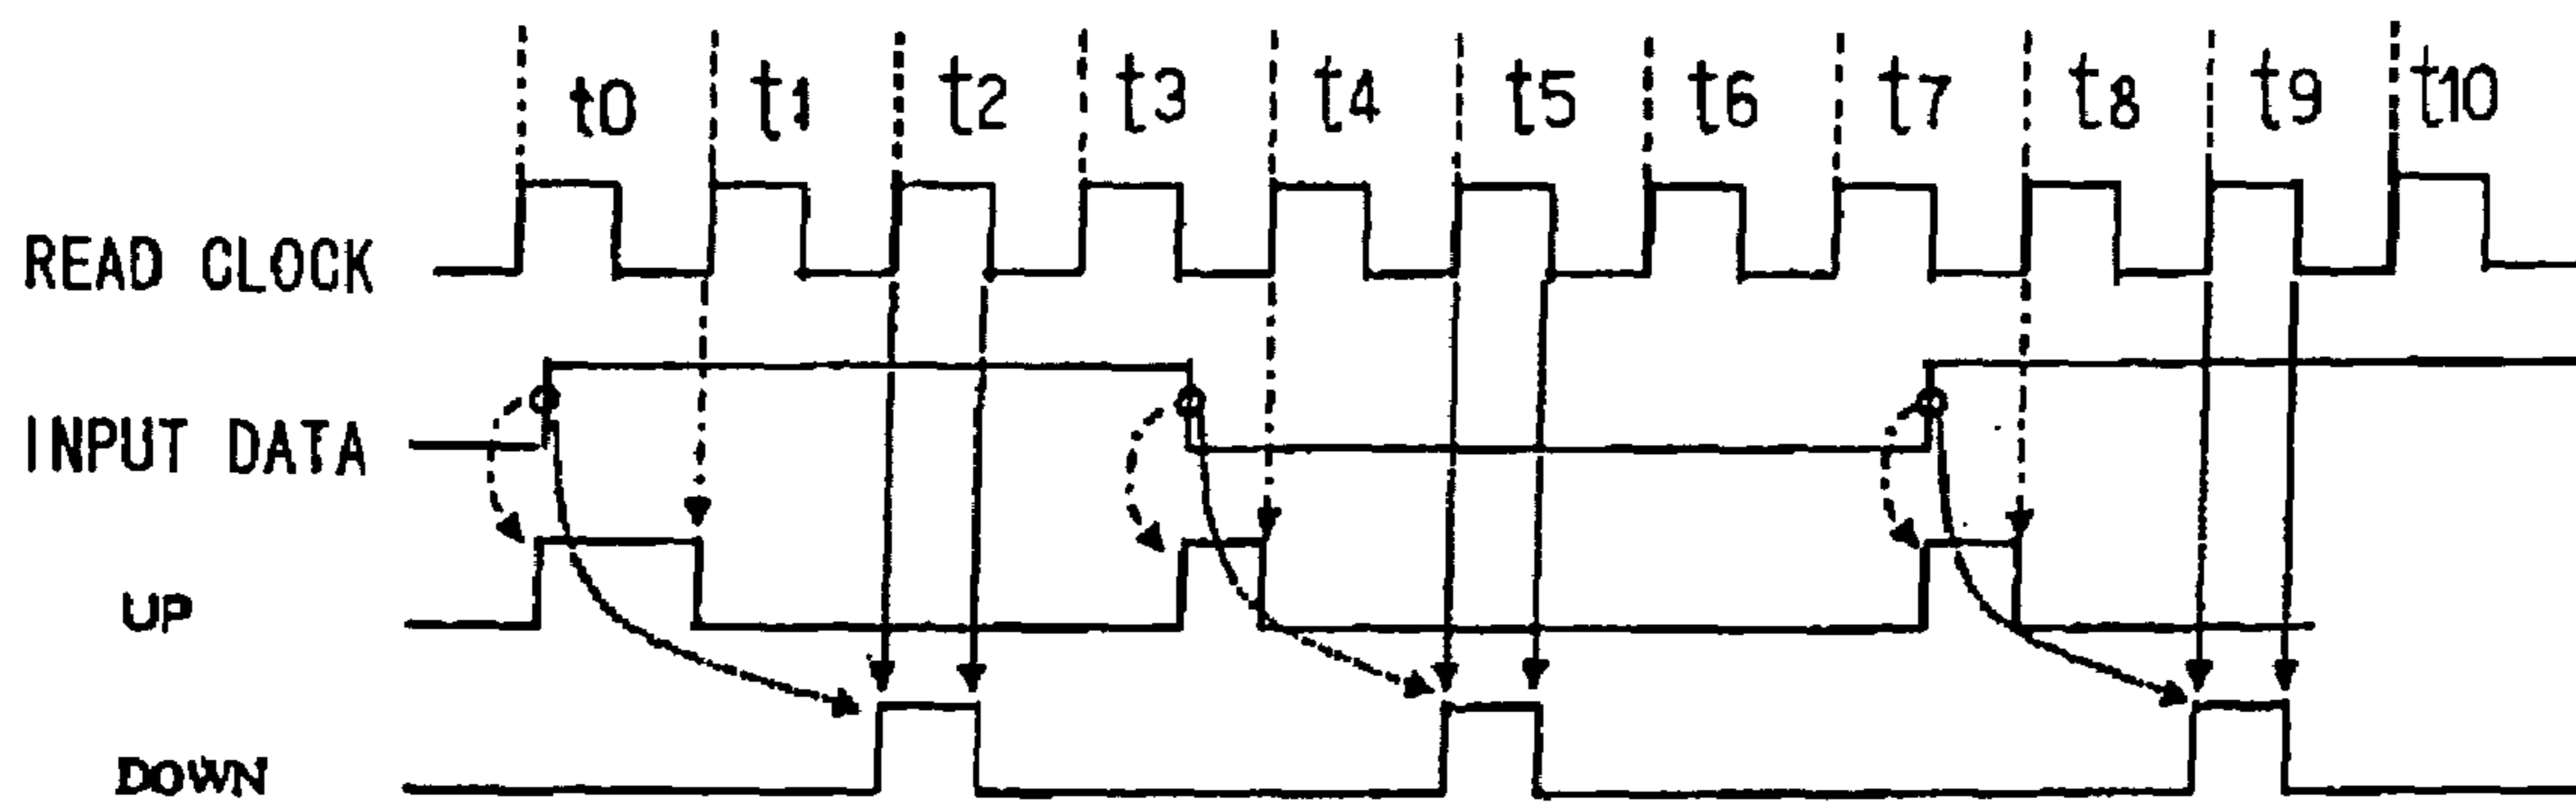 t0 t1 t2 t3 t4 t5 t6 t7 t8 t9 t10
READ CLOCK
INPUT DATA
UP
DOWN